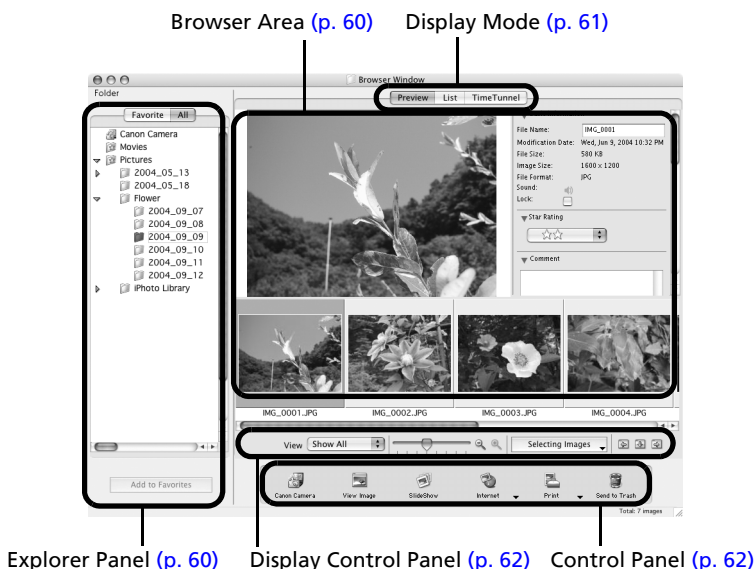 Browser Area (p. 60)
Display Mode (p. 61)
Browser Window
Folder
Preview List TimeTunnel
Favorite All
Canon Camera
Movies
Pictures
2004_05_13
2004_05_18
Flower
2004_09_07
2004_09_08
2004_09_09
2004_09_10
2004_09_11
2004_09_12
iPhoto Library
Add to Favorites
File Name: IMG_0001
Modification Date: Wed, Jun 9, 2004 10:32 PM
File Size: 580 KB
Image Size: 1600 x 1200
File Format: JPG
Sound:
Lock:
Star Rating
Comment
IMG_0001.JPG
IMG_0002.JPG
IMG_0003.JPG
IMG_0004.JPG
View Show All
Selecting Images
Canon Camera
View Image
SlideShow
Internet
Print
Send to Trash
Total: 7 images
Explorer Panel (p. 60)
Display Control Panel (p. 62)
Control Panel (p. 62)